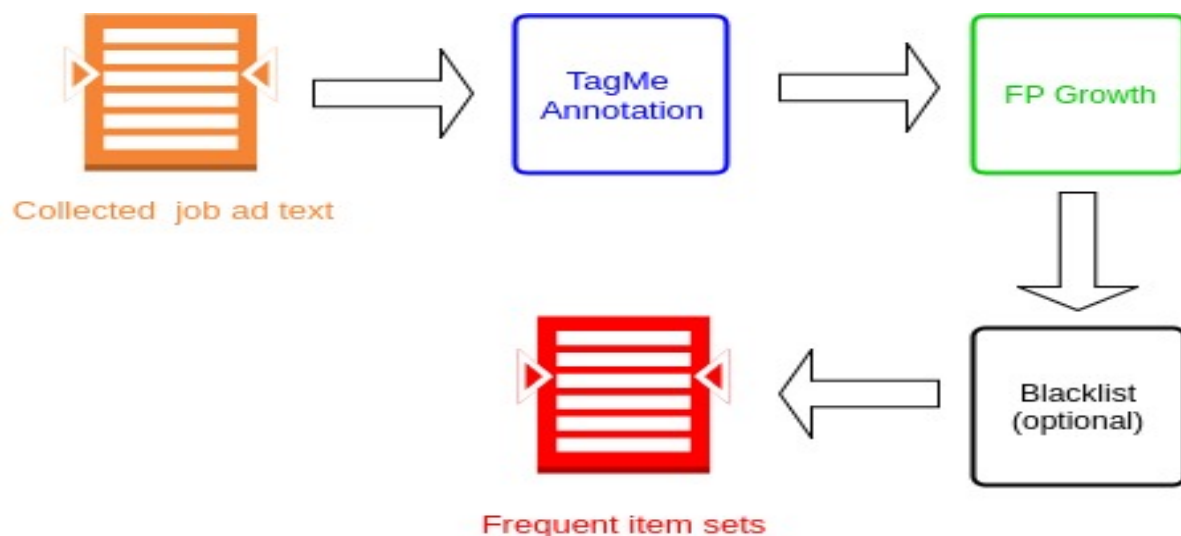 TagMe
Annotation
FP Growth
Collected  job ad text
Blacklist
(optional)
Frequent item sets